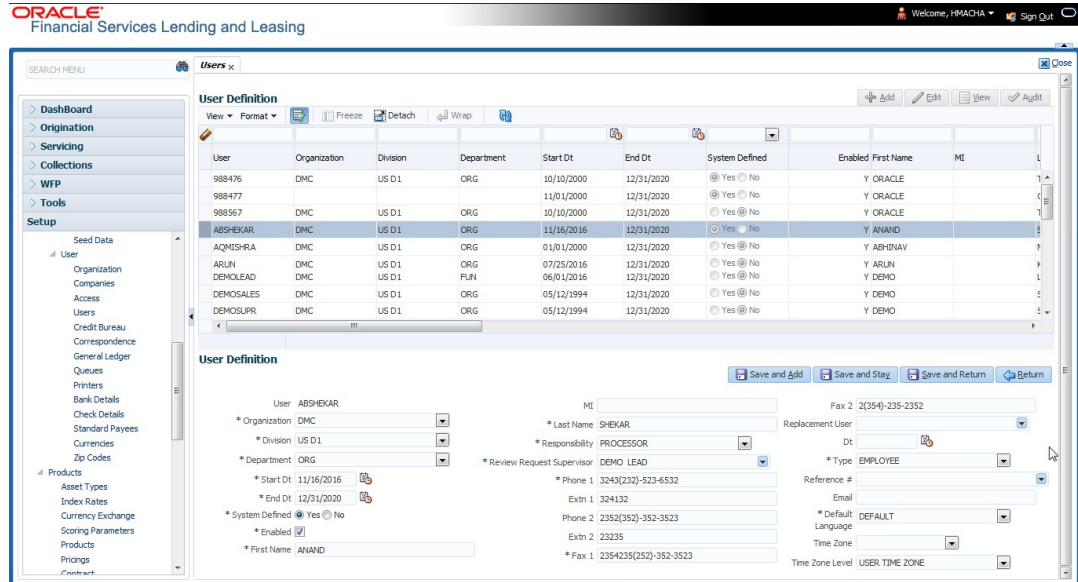 ORACLE
Financial Services Lending and Leasing
Welcome, HMACHA
Sign Out
SEARCH MENU
DashBoard
Origination
Servicing
Collections
WFP
Tools
Setup
Seed Data
User
Organization
Companies
Access
Users
Credit Bureau
Correspondence
General Ledger
Queues
Printers
Bank Details
Check Details
Standard Payees
Currencies
Zip Codes
Products
Asset Types
Index Rates
Currency Exchange
Scoring Parameters
Products
Pricings
Contract
Users
Close
User Definition
Add Edit View Audit
View Format Freeze Detach Wrap
User Organization Division Department Start Dt End Dt System Defined Enabled First Name MI
988476 DMC US D1 ORG 10/10/2000 12/31/2020 Yes No Y ORACLE
988477 11/01/2000 12/31/2020 Yes No Y ORACLE
988567 DMC US D1 ORG 10/10/2000 12/31/2020 Yes No Y ORACLE
ABSHEKAR DMC US D1 ORG 11/16/2016 12/31/2020 Yes No Y ANAND
AQMISHRA DMC US D1 ORG 01/01/2000 12/31/2020 Yes No Y ABHINAV
ARUN DMC US D1 ORG 07/25/2016 12/31/2020 Yes No Y ARUN
DEMOLEAD DMC US D1 FUN 06/01/2016 12/31/2020 Yes No Y DEMO
DEMOSALES DMC US D1 ORG 05/12/1994 12/31/2020 Yes No Y DEMO
DEMOSUPR DMC US D1 ORG 05/12/1994 12/31/2020 Yes No Y DEMO
User Definition
Save and Add Save and Stay Save and Return Return
User ABSHEKAR
* Organization DMC
* Division US D1
* Department ORG
* Start Dt 11/16/2016
* End Dt 12/31/2020
* System Defined Yes No
* Enabled
* First Name ANAND
MI
* Last Name SHEKAR
* Responsibility PROCESSOR
* Review Request Supervisor DEMO LEAD
* Phone 1 3243(232)-523-6532
Extn 1 324132
Phone 2 2352(352)-352-3523
Extn 2 23235
* Fax 1 2354235(252)-352-3523
Fax 2 2(354)-235-2352
Replacement User
Dt
* Type EMPLOYEE
Reference #
Email
* Default Language DEFAULT
Time Zone
Time Zone Level USER TIME ZONE